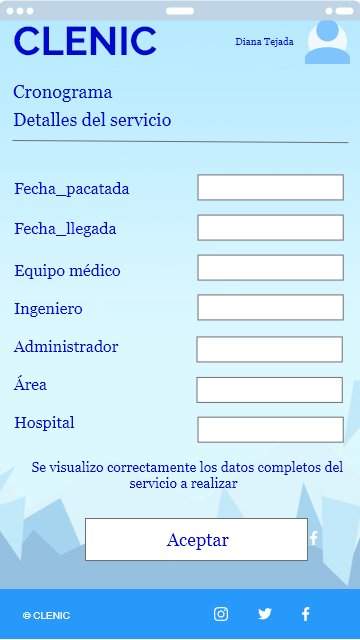 CLENIC
Diana Tejada
Cronograma
Detalles del servicio
Fecha_pacatada
Fecha_llegada
Equipo médico
Ingeniero
Administrador
Área
Hospital
Se visualizo correctamente los datos completos del
servicio a realizar
Aceptar
© CLENIC